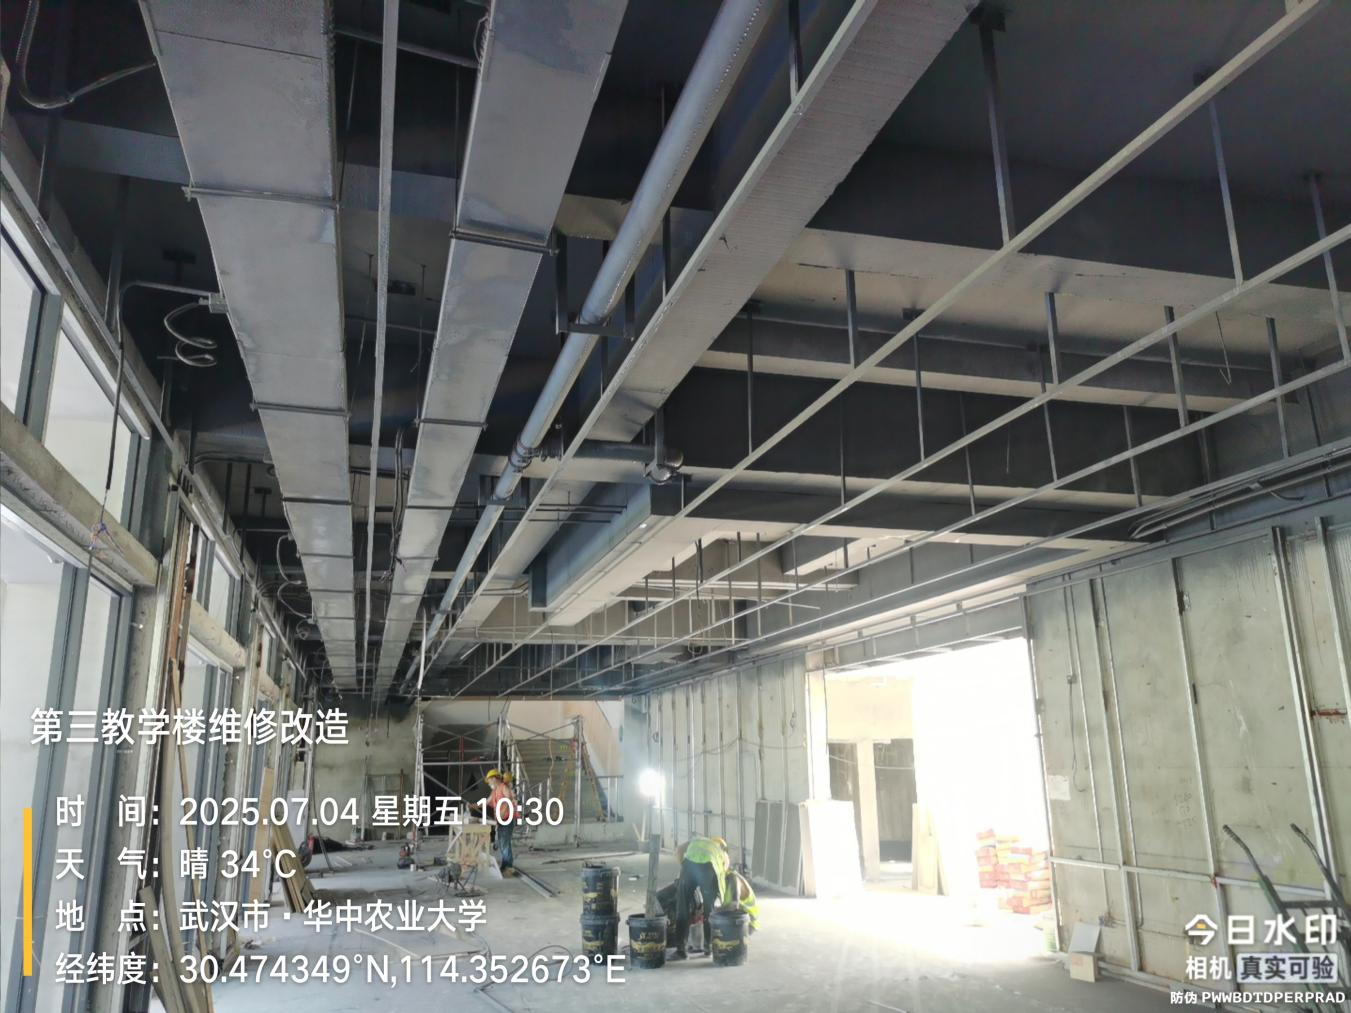 第三教学楼维修改造
时 间：2025.07.04 星期五 10:30
天 气：晴 34°C
地 点：武汉市·华中农业大学
经纬度：30.474349°N,114.352673°E
今日水印
相机 真实可验
防伪 PWWBDTDPERPRAD